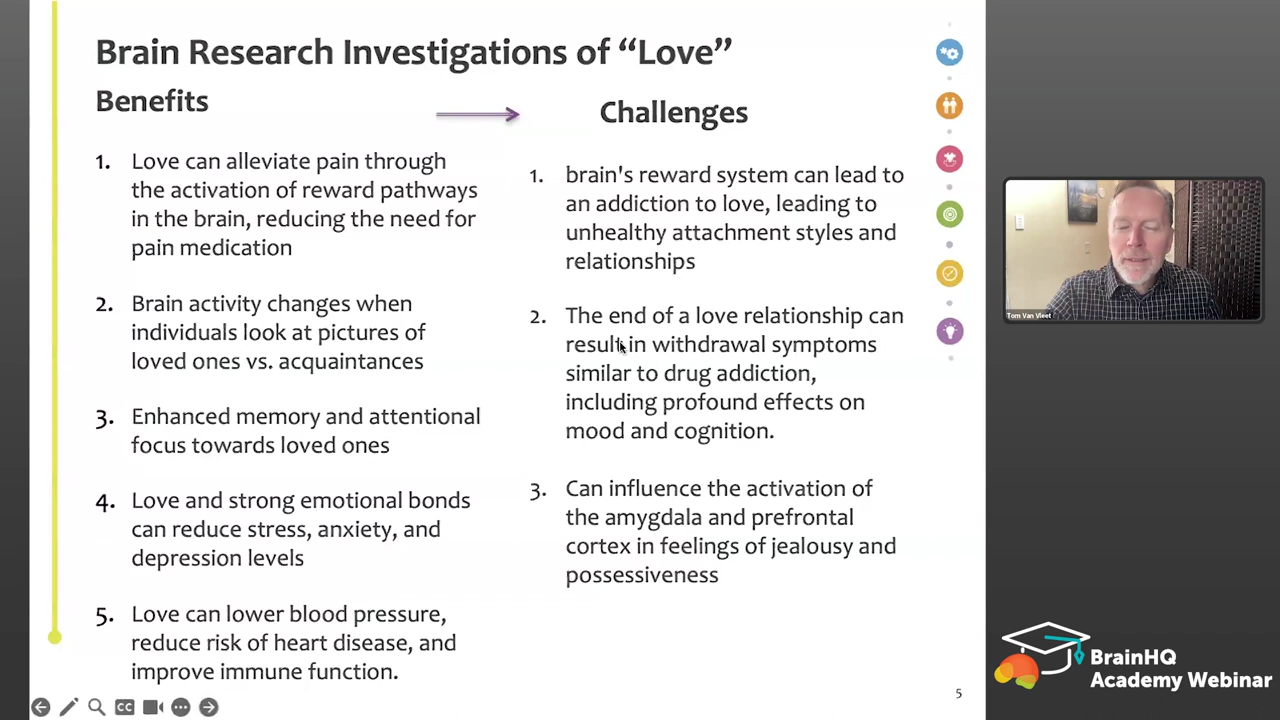 Brain Research Investigations of “Love”
Benefits
1. Love can alleviate pain through
the activation of reward pathways
in the brain, reducing the need for
pain medication
2. Brain activity changes when
individuals look at pictures of
loved ones vs. acquaintances
3. Enhanced memory and attentional
focus towards loved ones
4. Love and strong emotional bonds
can reduce stress, anxiety, and
depression levels
5. Love can lower blood pressure,
reduce risk of heart disease, and
improve immune function.
Challenges
1. brain's reward system can lead to
an addiction to love, leading to
unhealthy attachment styles and
relationships
2. The end of a love relationship can
result in withdrawal symptoms
similar to drug addiction,
including profound effects on
mood and cognition.
3. Can influence the activation of
the amygdala and prefrontal
cortex in feelings of jealousy and
possessiveness
5
CC
Tom Van Vleet
BrainHQ
Academy Webinar